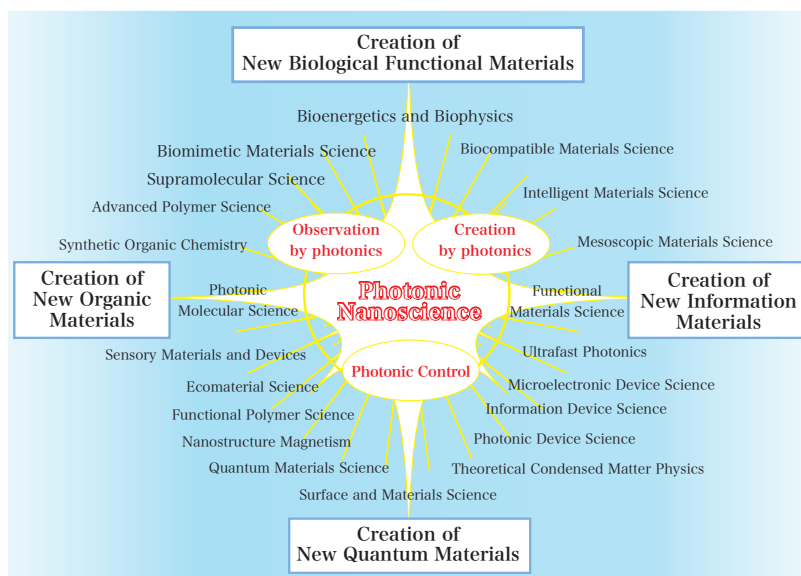 Creation of
New Biological Functional Materials
Bioenergetics and Biophysics
Biomimetic Materials Science
Biocompatible Materials Science
Supramolecular Science
Intelligent Materials Science
Advanced Polymer Science
Observation
by photonics
Creation
by photonics
Synthetic Organic Chemistry
Mesoscopic Materials Science
Creation of
New Organic
Materials
Photonic
Molecular Science
Photonic
Nanoscience
Functional
Materials Science
Creation of
New Information
Materials
Sensory Materials and Devices
Ultrafast Photonics
Photonic Control
Ecomaterial Science
Microelectronic Device Science
Functional Polymer Science
Information Device Science
Nanostructure Magnetism
Photonic Device Science
Quantum Materials Science
Theoretical Condensed Matter Physics
Surface and Materials Science
Creation of
New Quantum Materials